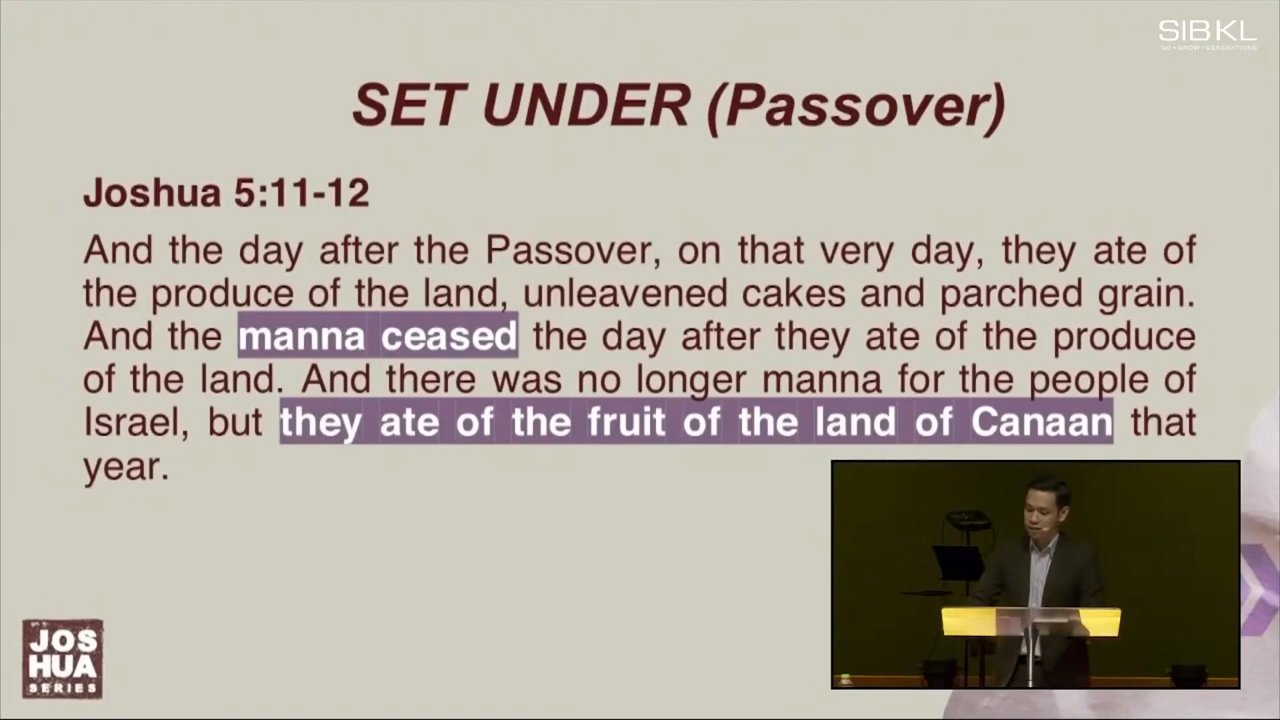 SIBKL
GO • GROW • GENERATIONS
SET UNDER (Passover)
Joshua 5:11-12
And the day after the Passover, on that very day, they ate of
the produce of the land, unleavened cakes and parched grain.
And the manna ceased the day after they ate of the produce
of the land. And there was no longer manna for the people of
Israel, but they ate of the fruit of the land of Canaan that
year.
JOS
HUA
SERIES